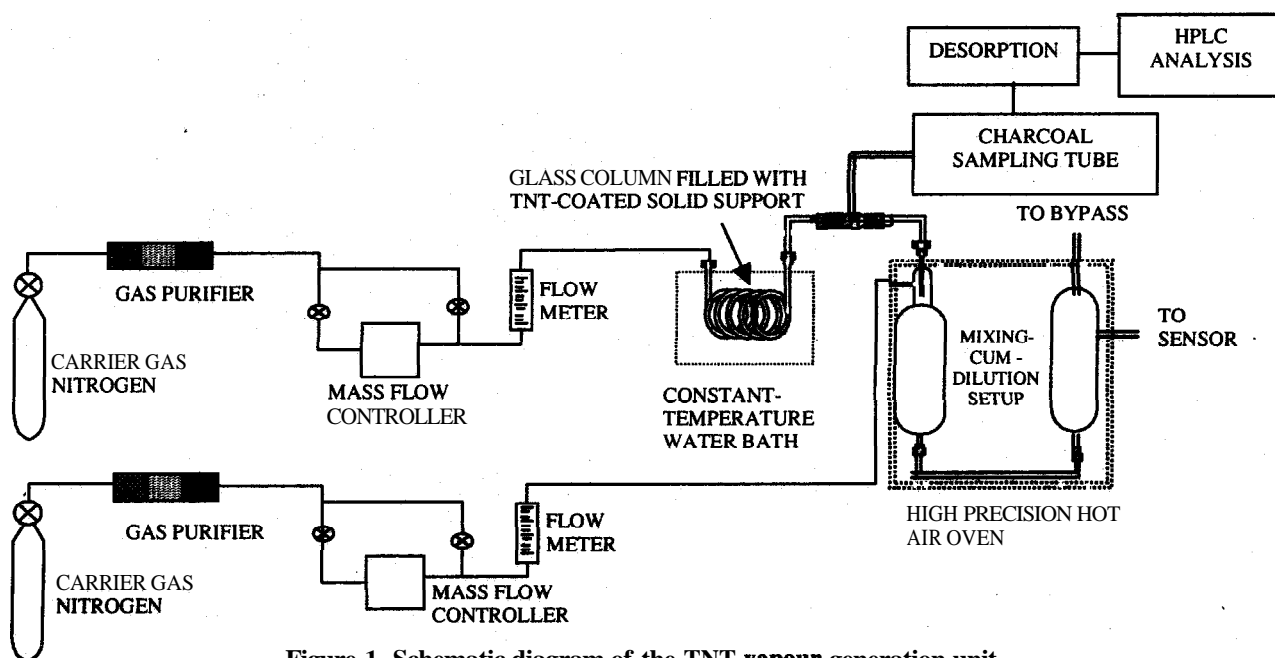 DESORPTION
HPLC
ANALYSIS
CHARCOAL
SAMPLING TUBE
GLASS COLUMN FILLED WITH
TNT-COATED SOLID SUPPORT
TO BYPASS
GAS PURIFIER
FLOW
METER
CARRIER GAS
NITROGEN
MASS FLOW
CONTROLLER
CONSTANT-
TEMPERATURE
WATER BATH
MIXING-
CUM -
DILUTION
SETUP
TO
SENSOR
GAS PURIFIER
FLOW
METER
HIGH PRECISION HOT
AIR OVEN
CARRIER GAS
NITROGEN
MASS FLOW
CONTROLLER
Figure 1. Schematic diagram of the TNT vapour generation unit